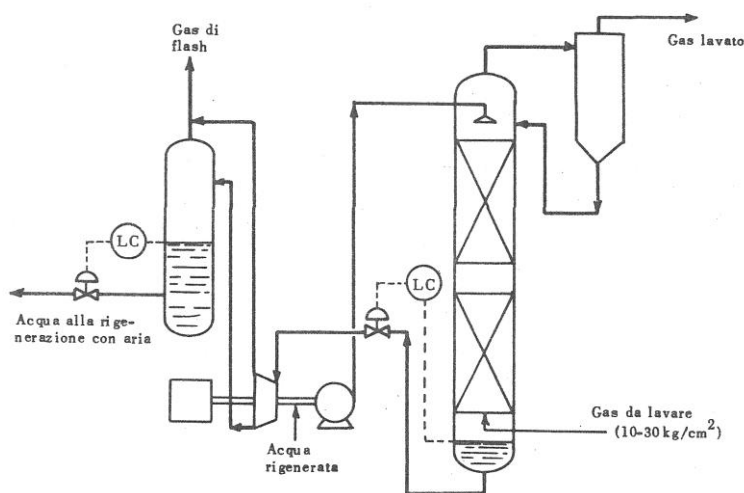 Gas di
flash
Gas lavato
LC
LC
Acqua alla rige-
nerazione con aria
Gas da lavare
(10-30 kg/cm²)
Acqua
rigenerata